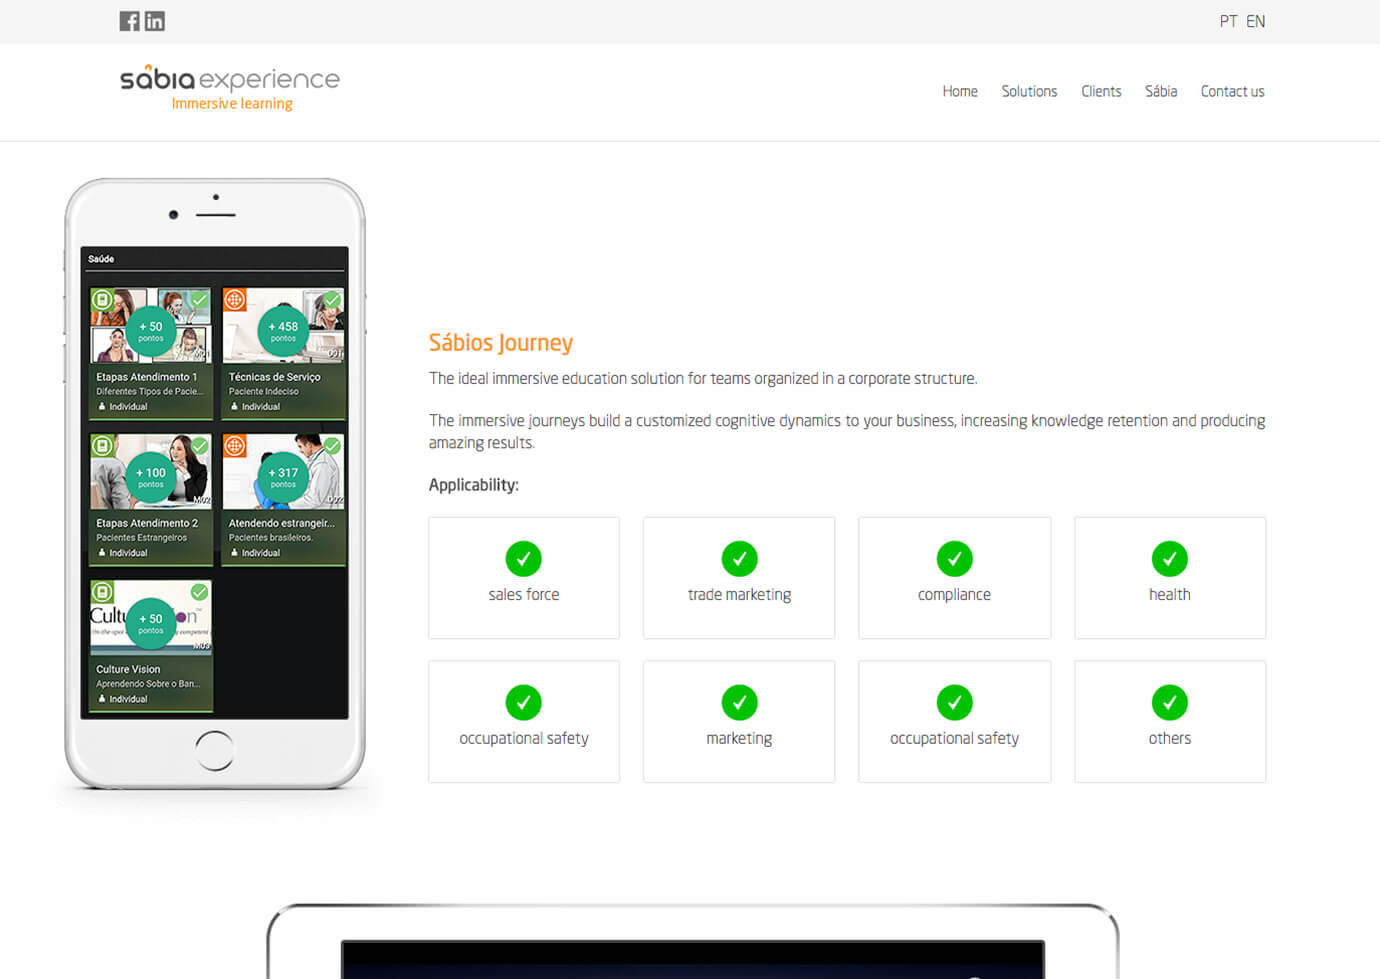 PT EN
sábia experience
Immersive learning
Home Solutions Clients Sábia Contact us
Saúde
+ 50
pontos
M01
Etapas Atendimento 1
Diferentes Tipos de Pacie...
Individual
+ 458
pontos
001
Técnicas de Serviço
Paciente Indeciso
Individual
+ 100
pontos
M02
Etapas Atendimento 2
Pacientes Estrangeiros
Individual
+ 317
pontos
002
Atendendo estrangeir...
Pacientes brasileiros.
Individual
+ 50
pontos
M03
Culture Vision
Aprendendo Sobre o Ban...
Individual
Sábios Journey
The ideal immersive education solution for teams organized in a corporate structure.
The immersive journeys build a customized cognitive dynamics to your business, increasing knowledge retention and producing
amazing results.
Applicability:
sales force
trade marketing
compliance
health
occupational safety
marketing
occupational safety
others